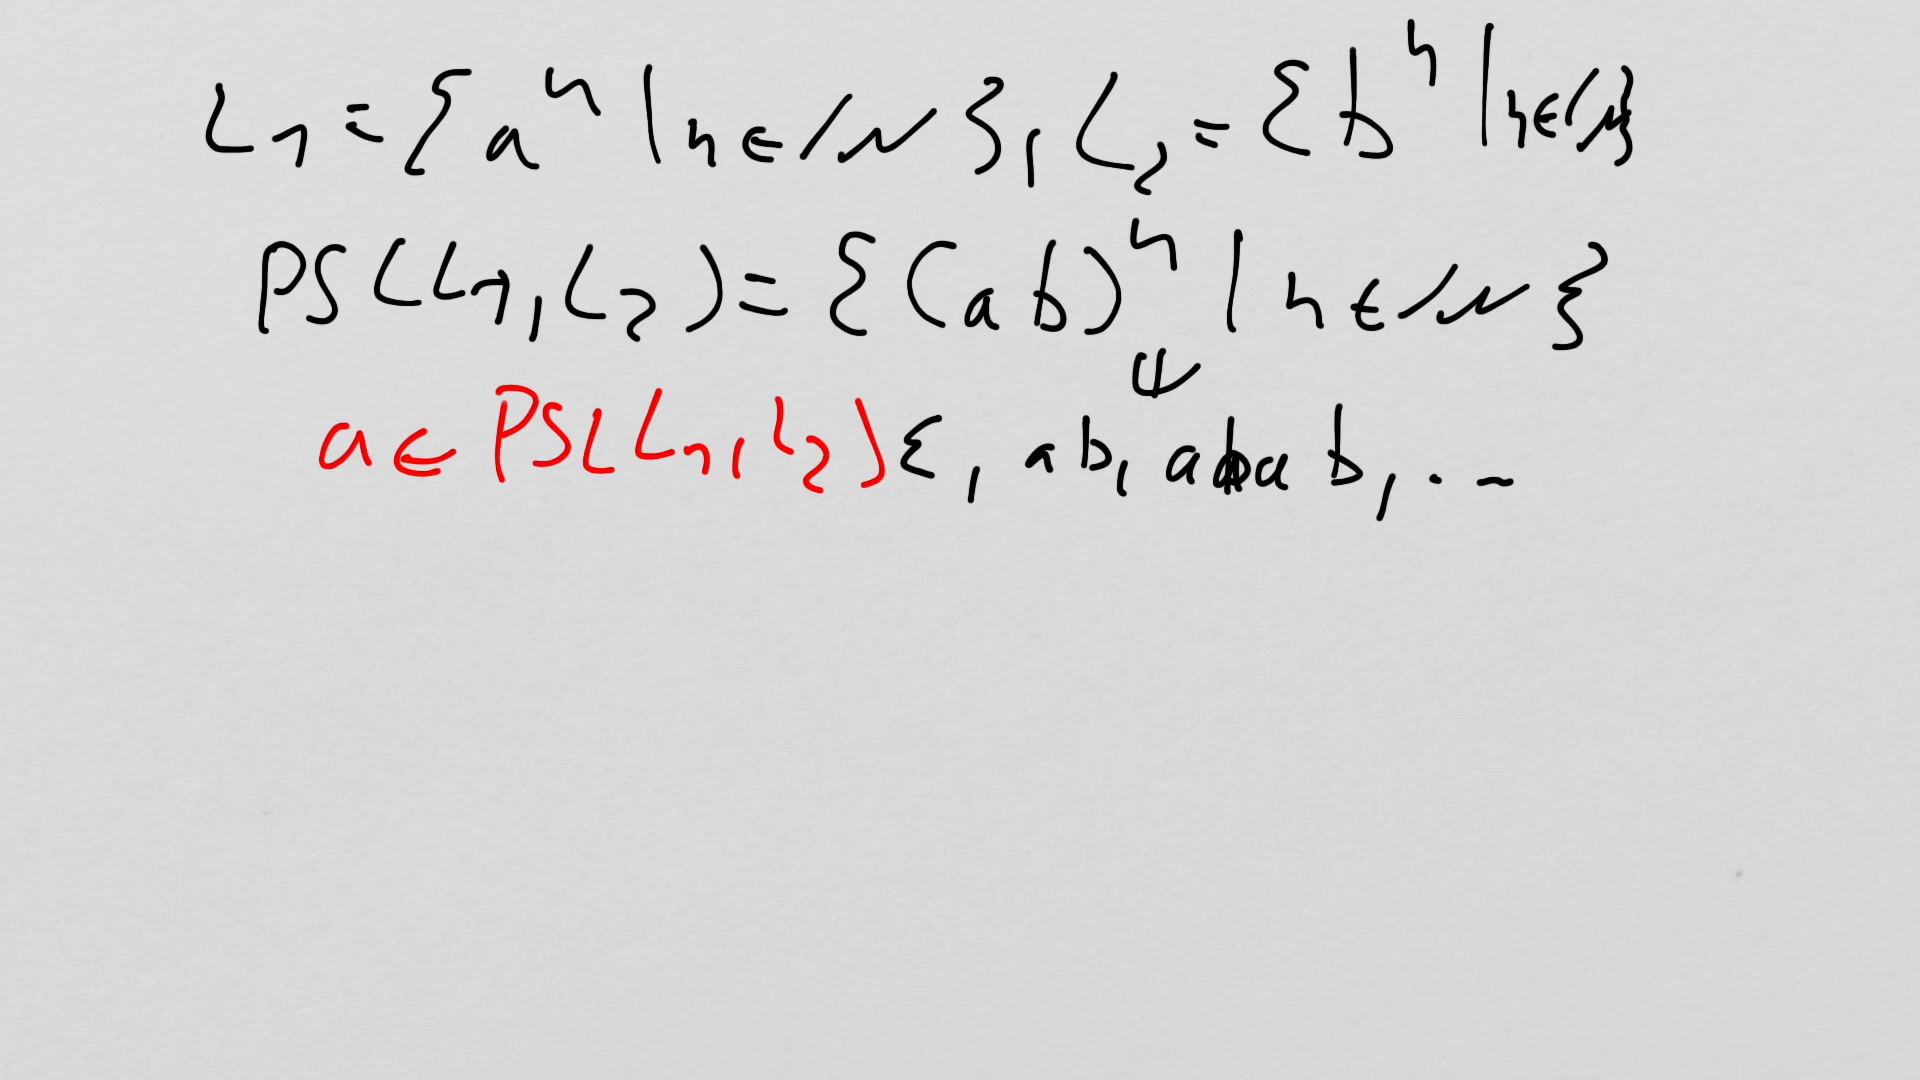 L₁ = {aⁿ | n ∈ ℕ}, L₂ = {bⁿ | n ∈ ℕ}
PS(L₁, L₂) = {(ab)ⁿ | n ∈ ℕ}
ψ
a ∈ PS(L₁, L₂) ε, ab, abab, ..